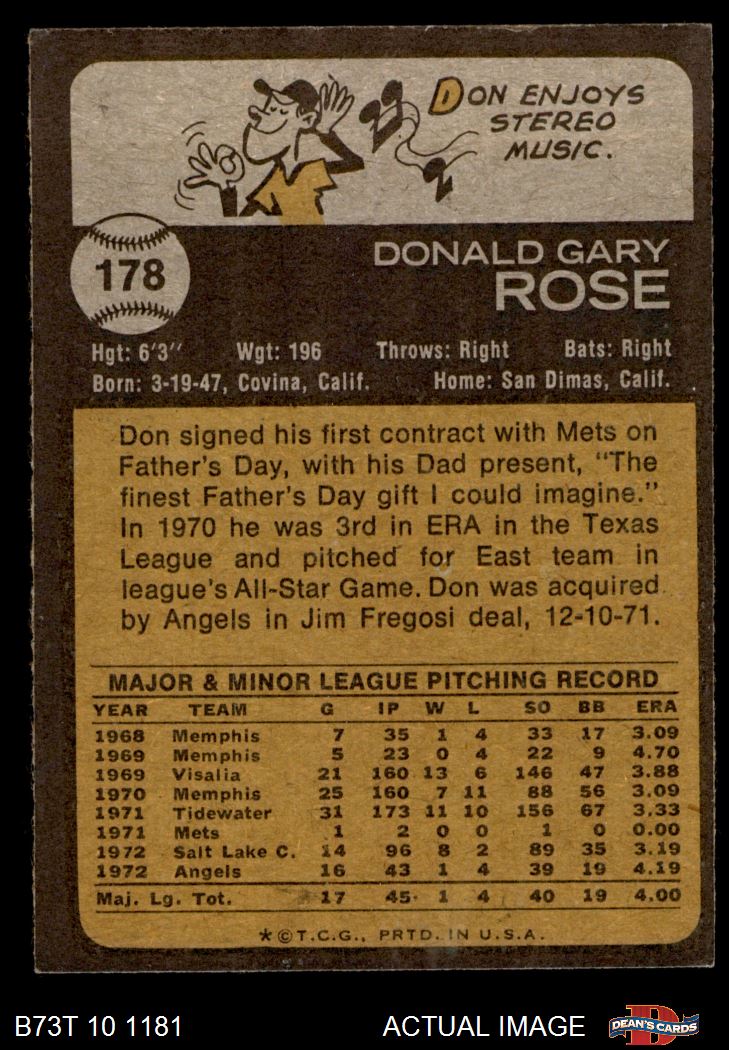 DON ENJOYS
STEREO
MUSIC.
178
DONALD GARY
ROSE
Hgt: 6'3" Wgt: 196 Throws: Right Bats: Right
Born: 3-19-47, Covina, Calif. Home: San Dimas, Calif.
Don signed his first contract with Mets on
Father's Day, with his Dad present, "The
finest Father's Day gift I could imagine."
In 1970 he was 3rd in ERA in the Texas
League and pitched for East team in
league's All-Star Game. Don was acquired
by Angels in Jim Fregosi deal, 12-10-71.
MAJOR & MINOR LEAGUE PITCHING RECORD
YEAR TEAM G IP W L SO BB ERA
1968 Memphis 7 35 1 4 33 17 3.09
1969 Memphis 5 23 0 4 22 9 4.70
1969 Visalia 21 160 13 6 146 47 3.88
1970 Memphis 25 160 7 11 88 56 3.09
1971 Tidewater 31 173 11 10 156 67 3.33
1971 Mets 1 2 0 0 1 0 0.00
1972 Salt Lake C. 14 96 8 2 89 35 3.19
1972 Angels 16 43 1 4 39 19 4.19
Maj. Lg. Tot. 17 45 1 4 40 19 4.00
*©T.C.G., PRTD. IN U.S.A.
B73T 10 1181 ACTUAL IMAGE DEAN'S CARDS